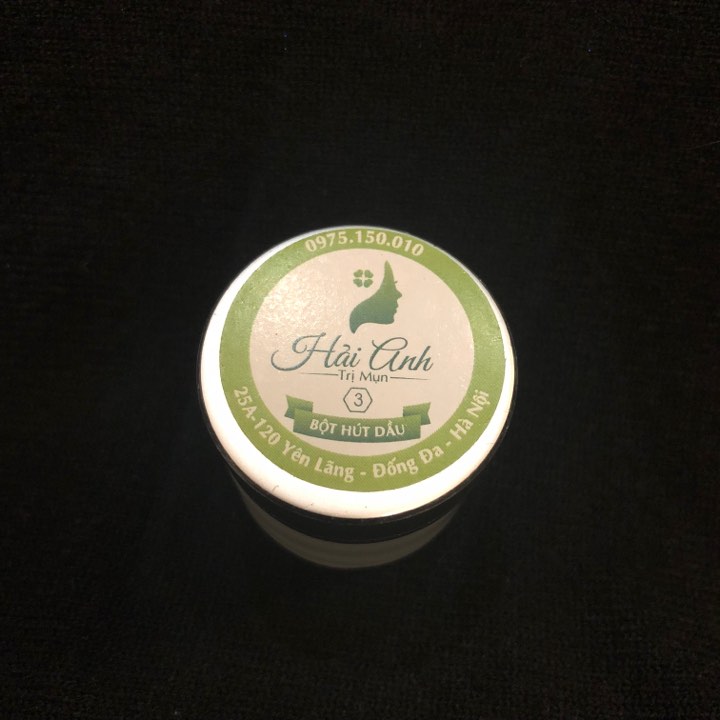 0975.150.010
Hải Anh
Trị Mụn
3
BỘT HÚT DẦU
25A-120 Yên Lãng - Đống Đa - Hà Nội